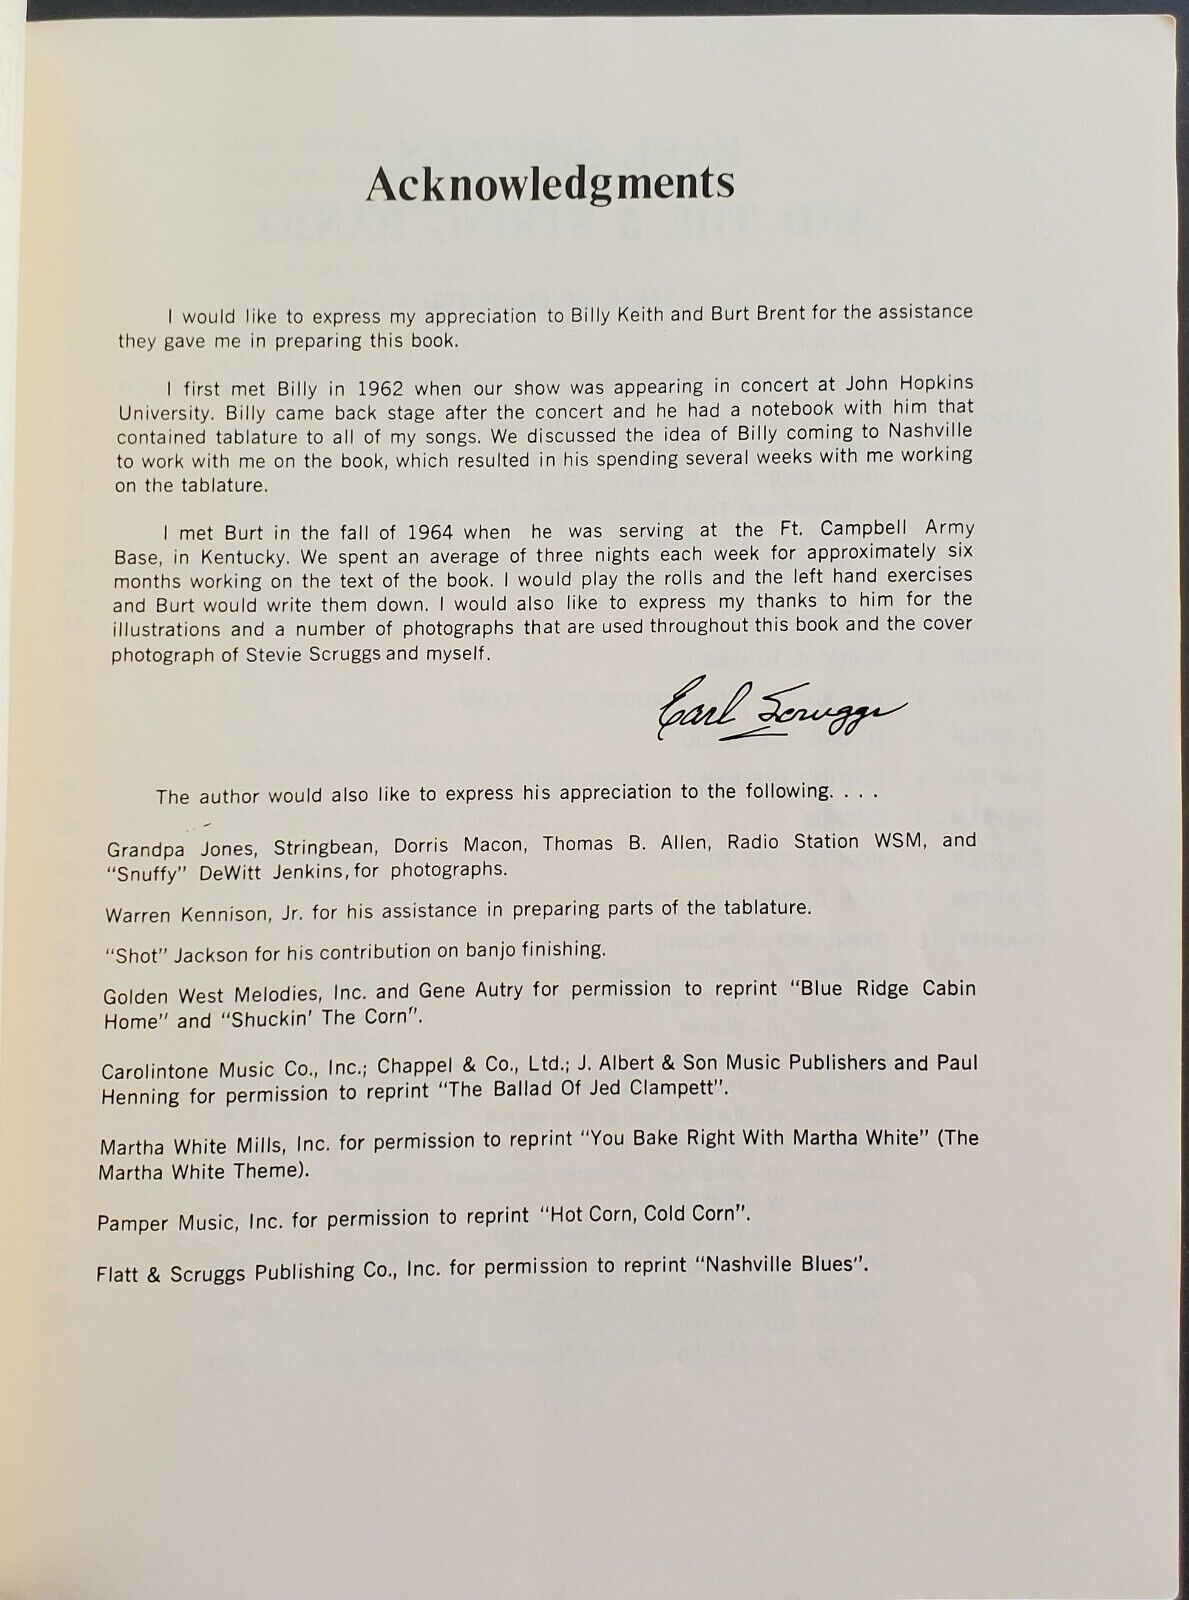 Acknowledgments
I would like to express my appreciation to Billy Keith and Burt Brent for the assistance
they gave me in preparing this book.
I first met Billy in 1962 when our show was appearing in concert at John Hopkins
University. Billy came back stage after the concert and he had a notebook with him that
contained tablature to all of my songs. We discussed the idea of Billy coming to Nashville
to work with me on the book, which resulted in his spending several weeks with me working
on the tablature.
I met Burt in the fall of 1964 when he was serving at the Ft. Campbell Army
Base, in Kentucky. We spent an average of three nights each week for approximately six
months working on the text of the book. I would play the rolls and the left hand exercises
and Burt would write them down. I would also like to express my thanks to him for the
illustrations and a number of photographs that are used throughout this book and the cover
photograph of Stevie Scruggs and myself.
Earl Scruggs
The author would also like to express his appreciation to the following. . . .
Grandpa Jones, Stringbean, Dorris Macon, Thomas B. Allen, Radio Station WSM, and
“Snuffy” DeWitt Jenkins, for photographs.
Warren Kennison, Jr. for his assistance in preparing parts of the tablature.
“Shot” Jackson for his contribution on banjo finishing.
Golden West Melodies, Inc. and Gene Autry for permission to reprint “Blue Ridge Cabin
Home” and “Shuckin’ The Corn”.
Carolintone Music Co., Inc.; Chappel & Co., Ltd.; J. Albert & Son Music Publishers and Paul
Henning for permission to reprint “The Ballad Of Jed Clampett”.
Martha White Mills, Inc. for permission to reprint “You Bake Right With Martha White” (The
Martha White Theme).
Pamper Music, Inc. for permission to reprint “Hot Corn, Cold Corn”.
Flatt & Scruggs Publishing Co., Inc. for permission to reprint “Nashville Blues”.